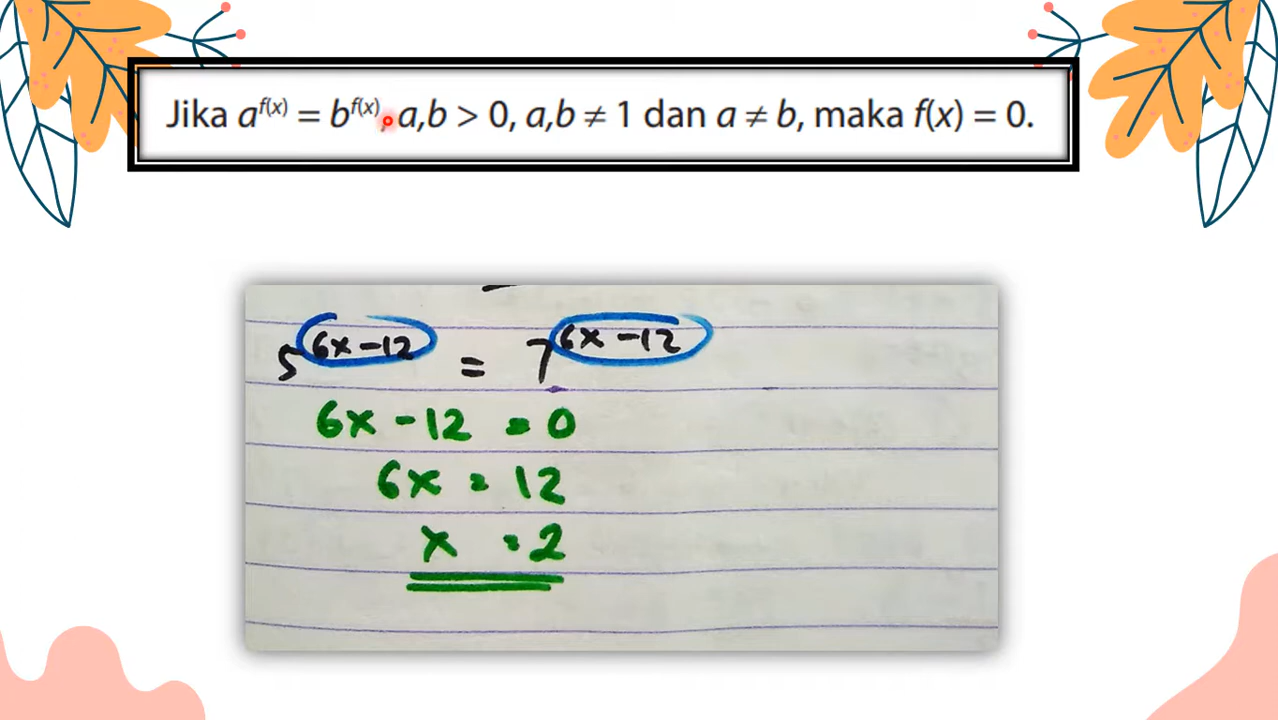 Jika a^f(x) = b^f(x), a,b > 0, a,b ≠ 1 dan a ≠ b, maka f(x) = 0.
5^6x-12 = 7^6x-12
6x - 12 = 0
6x = 12
x = 2